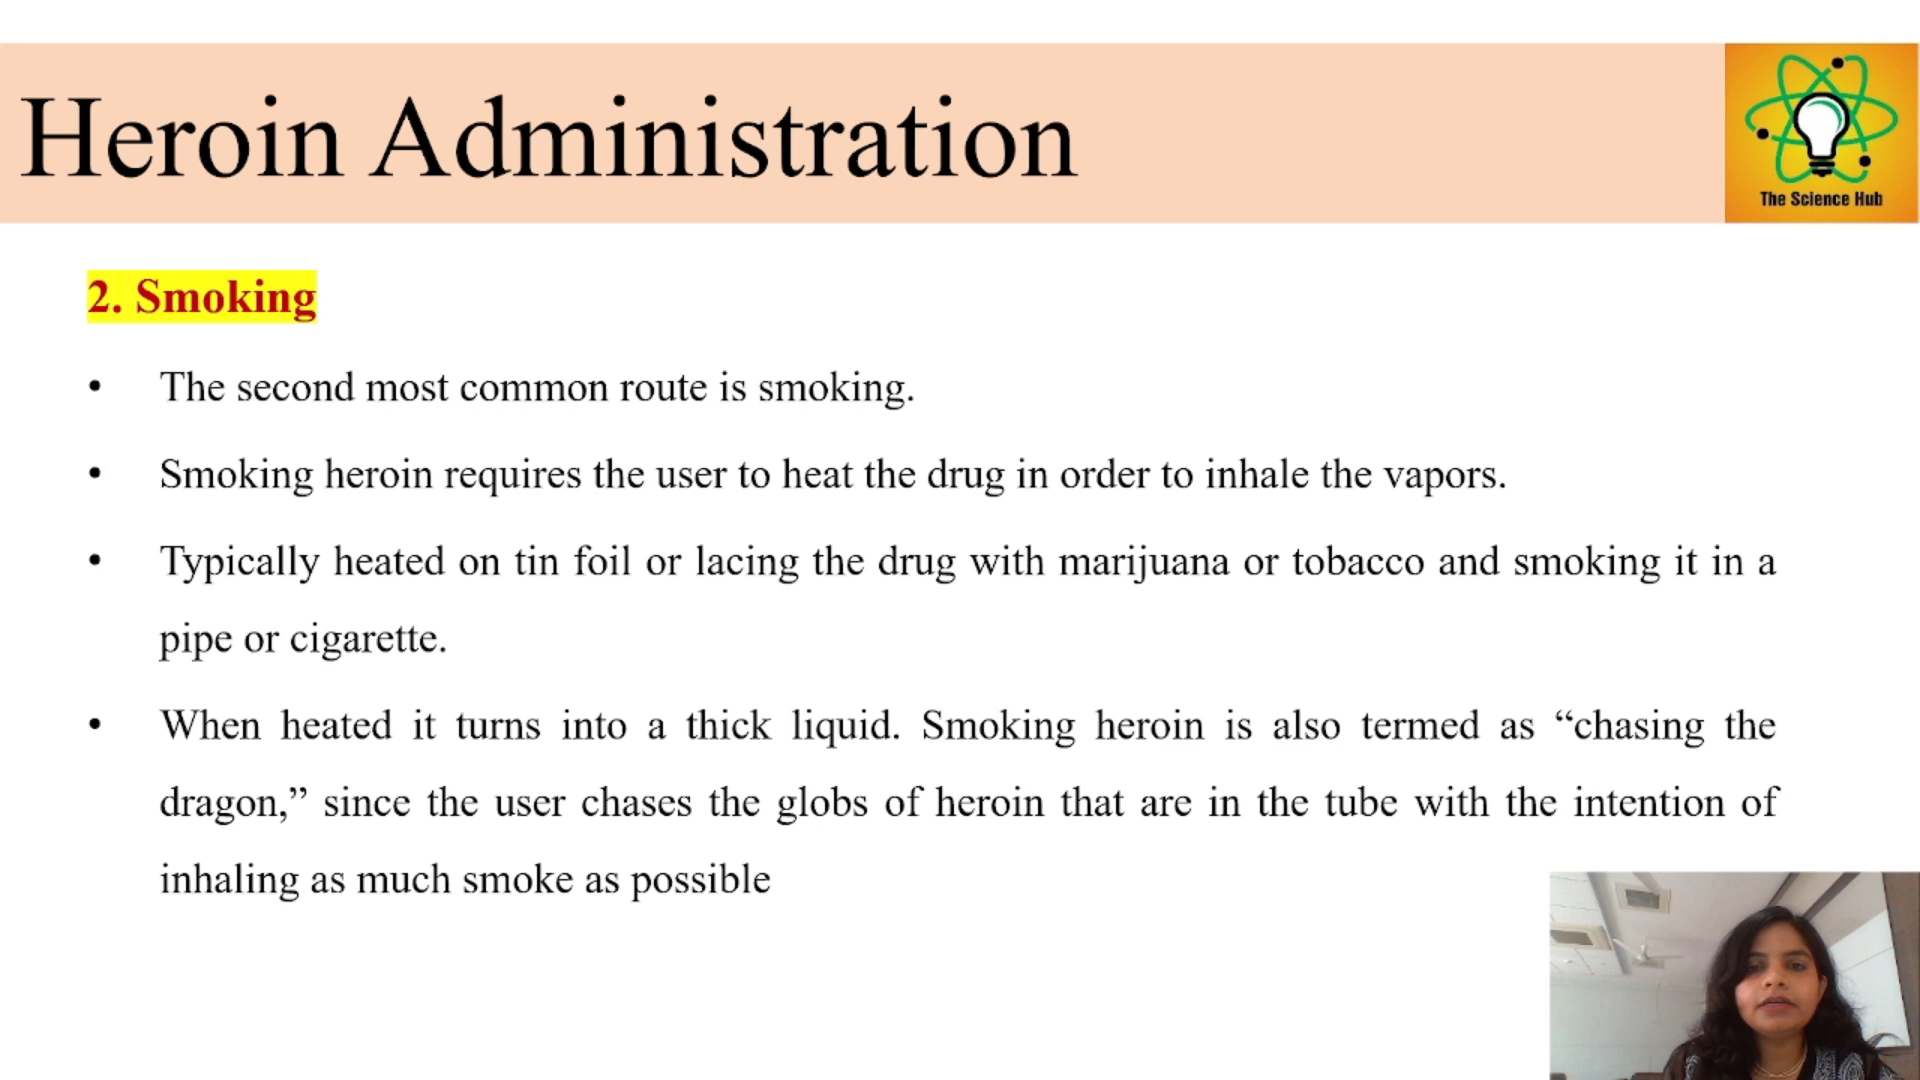 Heroin Administration
The Science Hub
2. Smoking
• The second most common route is smoking.
• Smoking heroin requires the user to heat the drug in order to inhale the vapors.
• Typically heated on tin foil or lacing the drug with marijuana or tobacco and smoking it in a
pipe or cigarette.
• When heated it turns into a thick liquid. Smoking heroin is also termed as “chasing the
dragon,” since the user chases the globs of heroin that are in the tube with the intention of
inhaling as much smoke as possible